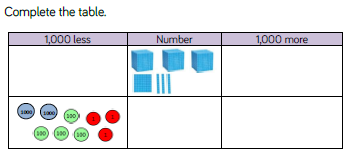 Complete the table.
1,000 less Number 1,000 more
1000 1000 100 1 1
100 100 100 1